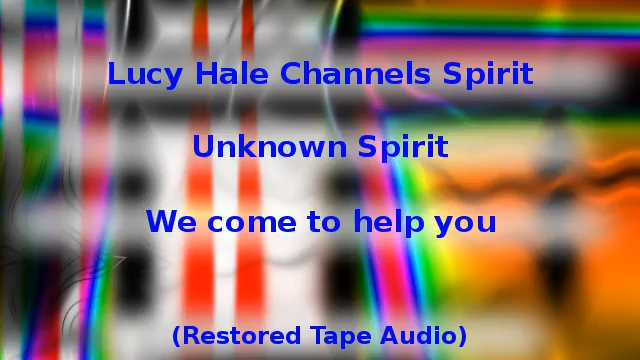 Lucy Hale Channels Spirit
Unknown Spirit
We come to help you
(Restored Tape Audio)